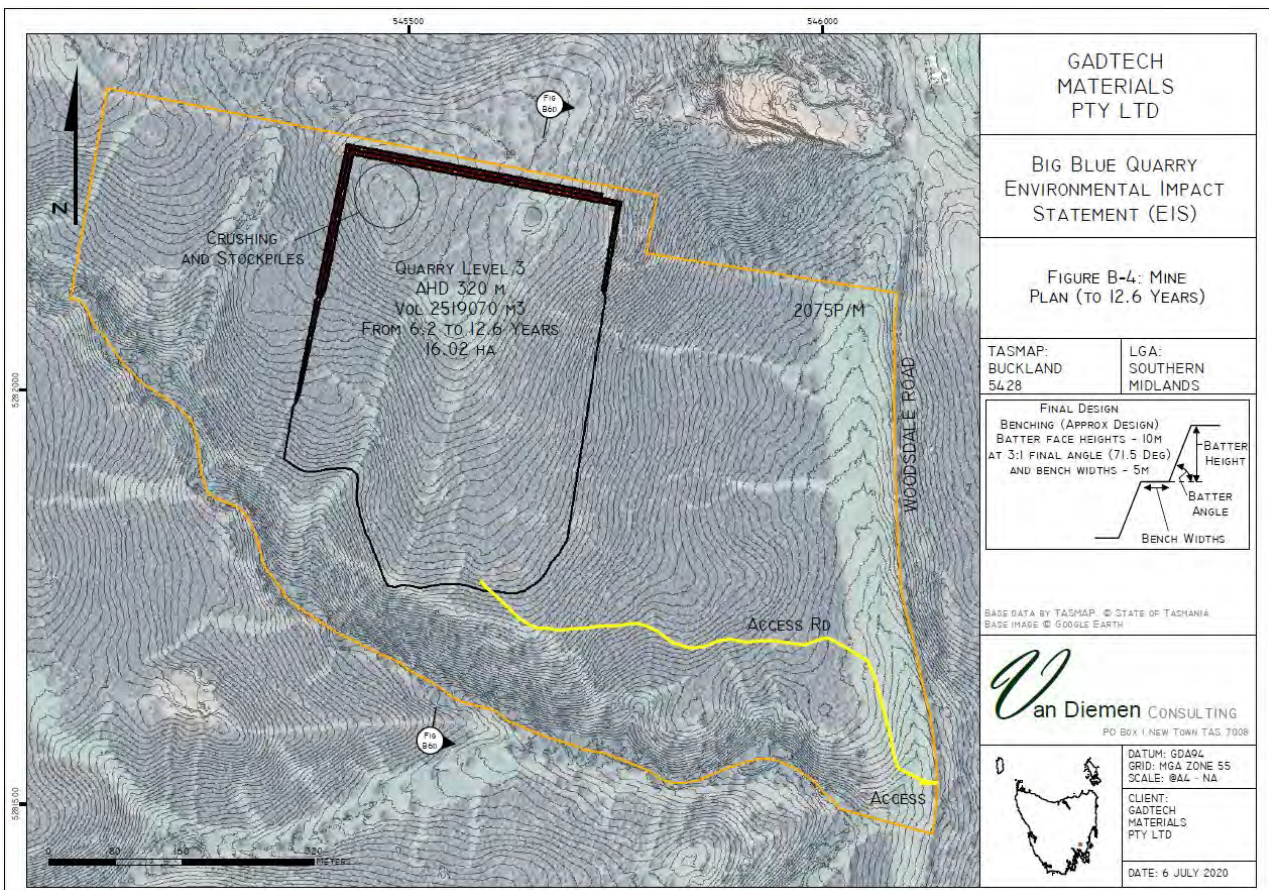 545500
546000
5282000
5281500
N
FIG
B6D
CRUSHING
AND STOCKPILES
QUARRY LEVEL 3
AHD 320 M
VOL 2519070 M3
FROM 6.2 TO 12.6 YEARS
16.02 HA
2075P/M
WOODSDALE ROAD
ACCESS RD
ACCESS
FIG
B6D
0 80 160 320
METERS
GADTECH
MATERIALS
PTY LTD
BIG BLUE QUARRY
ENVIRONMENTAL IMPACT
STATEMENT (EIS)
FIGURE B-4: MINE
PLAN (TO 12.6 YEARS)
TASMAP:
BUCKLAND
5428
LGA:
SOUTHERN
MIDLANDS
FINAL DESIGN
BENCHING (APPROX DESIGN)
BATTER FACE HEIGHTS - 10M
AT 3:1 FINAL ANGLE (71.5 DEG)
AND BENCH WIDTHS - 5M
BATTER
HEIGHT
BATTER
ANGLE
BENCH WIDTHS
BASE DATA BY TASMAP. © STATE OF TASMANIA
BASE IMAGE © GOOGLE EARTH
Van Diemen CONSULTING
PO BOX 1 NEW TOWN TAS 7008
DATUM: GDA94
GRID: MGA ZONE 55
SCALE: @A4 - NA
CLIENT:
GADTECH
MATERIALS
PTY LTD
DATE: 6 JULY 2020